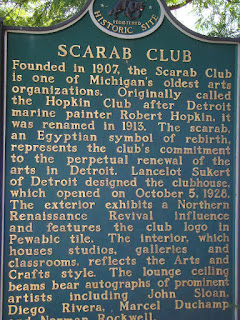 REGISTERED
HISTORIC SITE
SCARAB CLUB
Founded in 1907, the Scarab Club
is one of Michigan's oldest arts
organizations. Originally called
the Hopkin Club after Detroit
marine painter Robert Hopkin, it
was renamed in 1913. The scarab,
an Egyptian symbol of rebirth,
represents the club's commitment
to the perpetual renewal of the
arts in Detroit. Lancelot Sukert
of Detroit designed the clubhouse,
which opened on October 5, 1928.
The exterior exhibits a Northern
Renaissance Revival influence
and features the club logo in
Pewabic tile. The interior, which
houses studios, galleries and
classrooms, reflects the Arts and
Crafts style. The lounge ceiling
beams bear autographs of prominent
artists including John Sloan,
Diego Rivera, Marcel Duchamp
and Norman Rockwell.